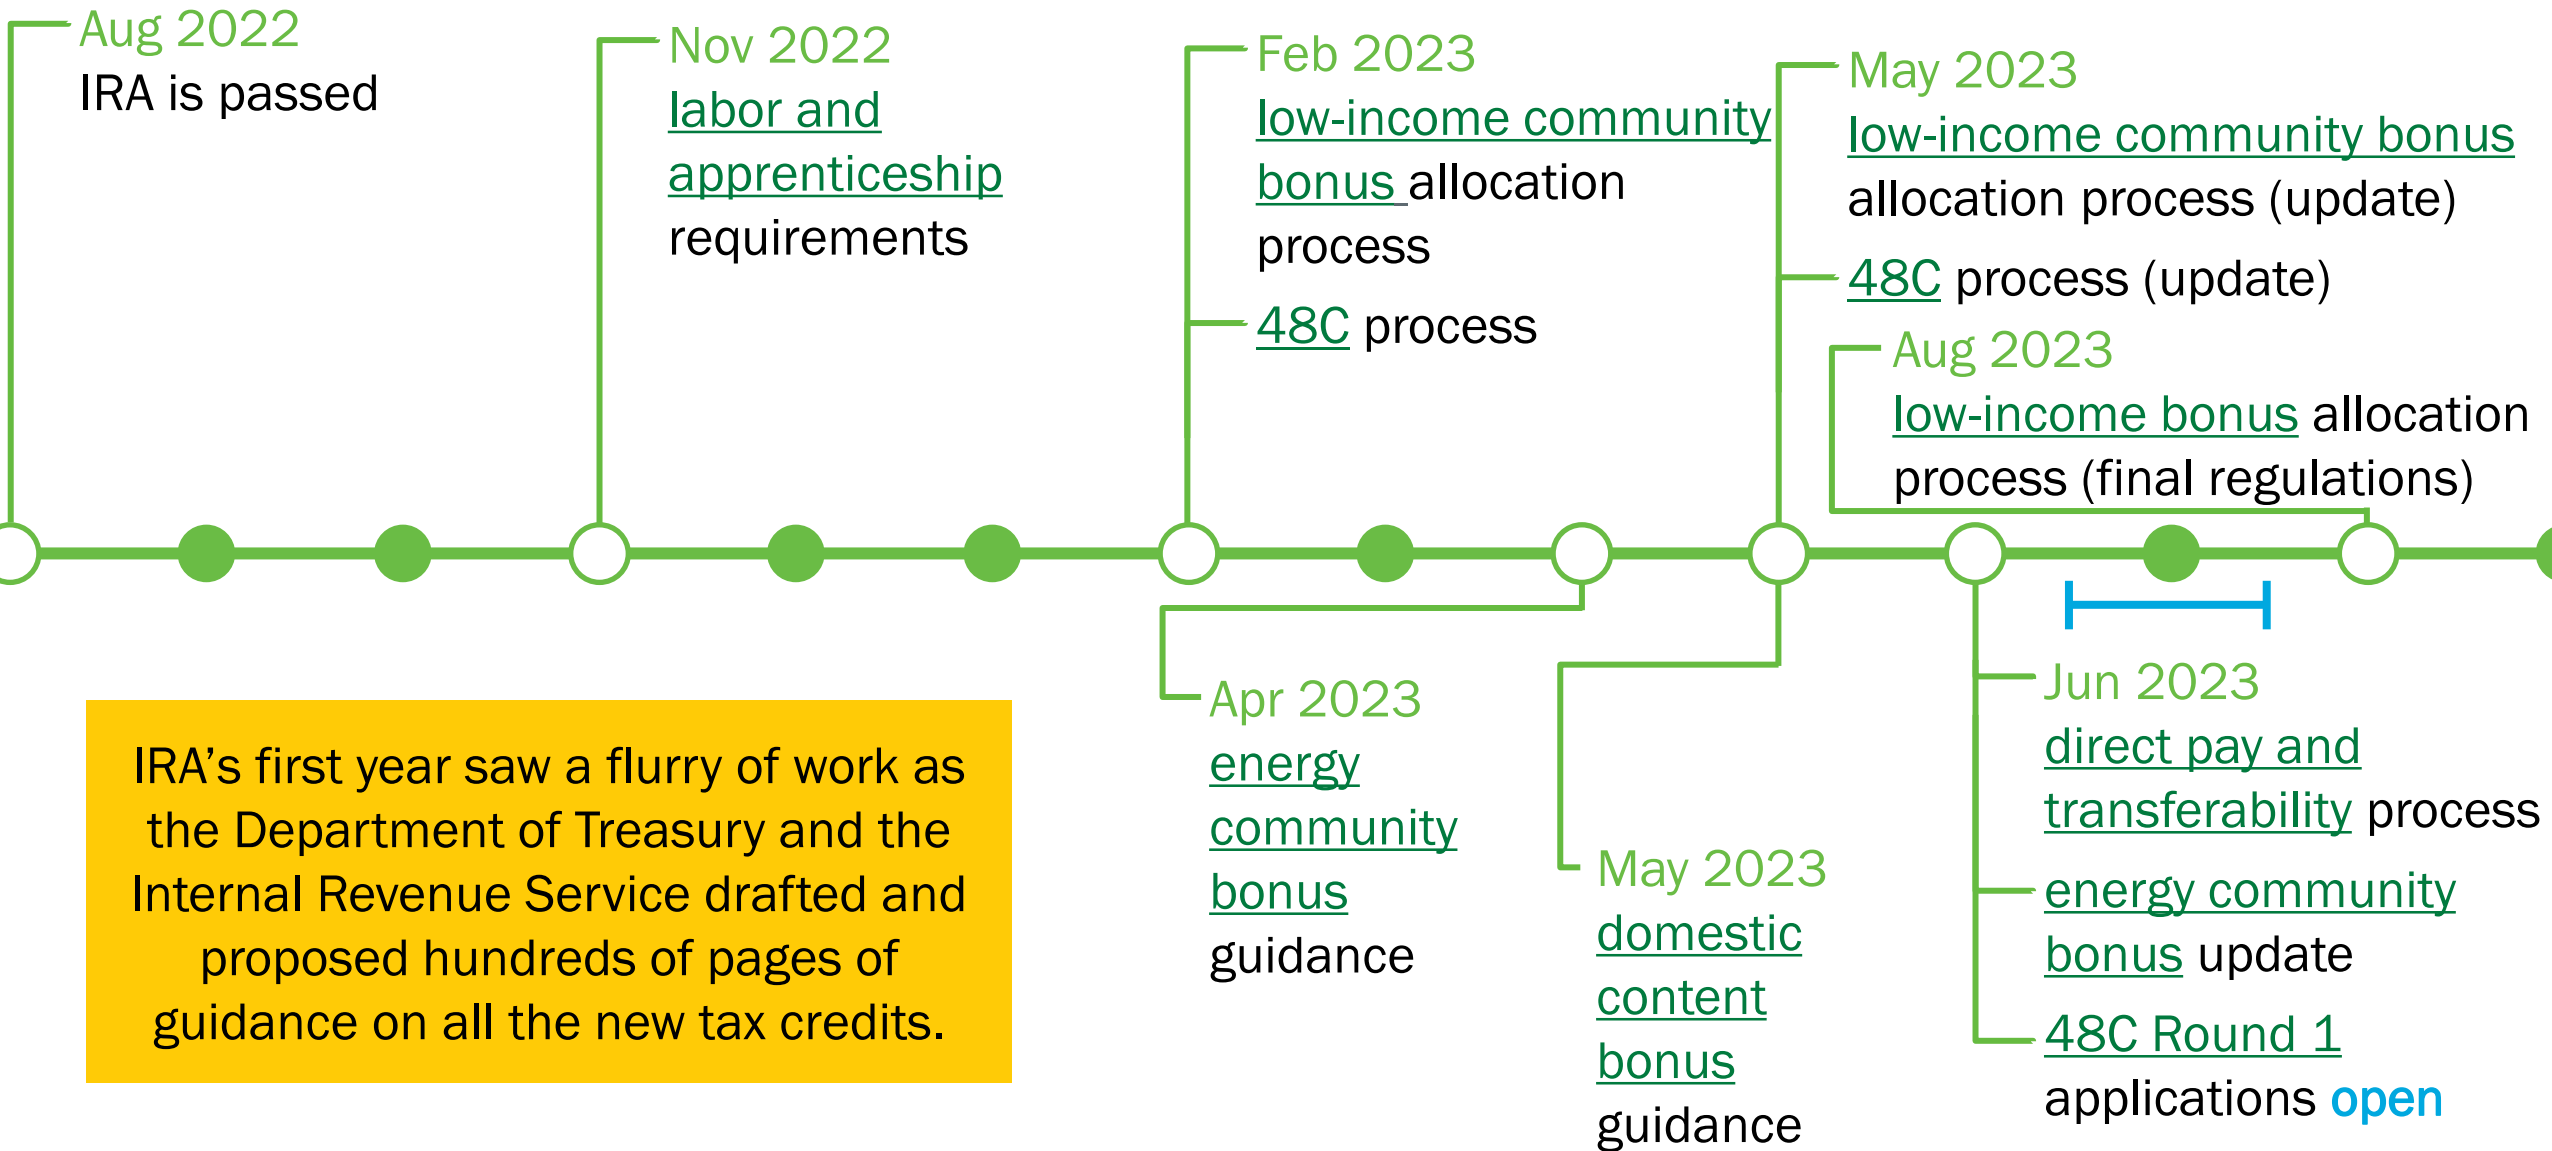 Aug 2022
IRA is passed
Nov 2022
labor and
apprenticeship
requirements
Feb 2023
low-income community
bonus allocation
process
48C process
May 2023
low-income community bonus
allocation process (update)
48C process (update)
Aug 2023
low-income bonus allocation
process (final regulations)
IRA’s first year saw a flurry of work as
the Department of Treasury and the
Internal Revenue Service drafted and
proposed hundreds of pages of
guidance on all the new tax credits.
Apr 2023
energy
community
bonus
guidance
May 2023
domestic
content
bonus
guidance
Jun 2023
direct pay and
transferability process
energy community
bonus update
48C Round 1
applications open